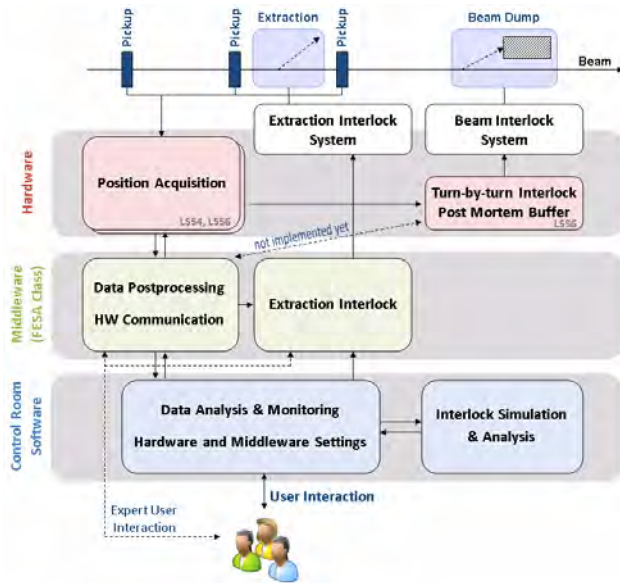 Extraction
Beam Dump
Pickup
Pickup
Pickup
Beam
Extraction Interlock
System
Beam Interlock
System
Hardware
Position Acquisition
LSS4, LSS6
Turn-by-turn Interlock
Post Mortem Buffer
LSS6
not implemented yet
Middleware
(FESA Class)
Data Postprocessing
HW Communication
Extraction Interlock
Control Room
Software
Data Analysis & Monitoring
Hardware and Middleware Settings
Interlock Simulation
& Analysis
User Interaction
Expert User
Interaction